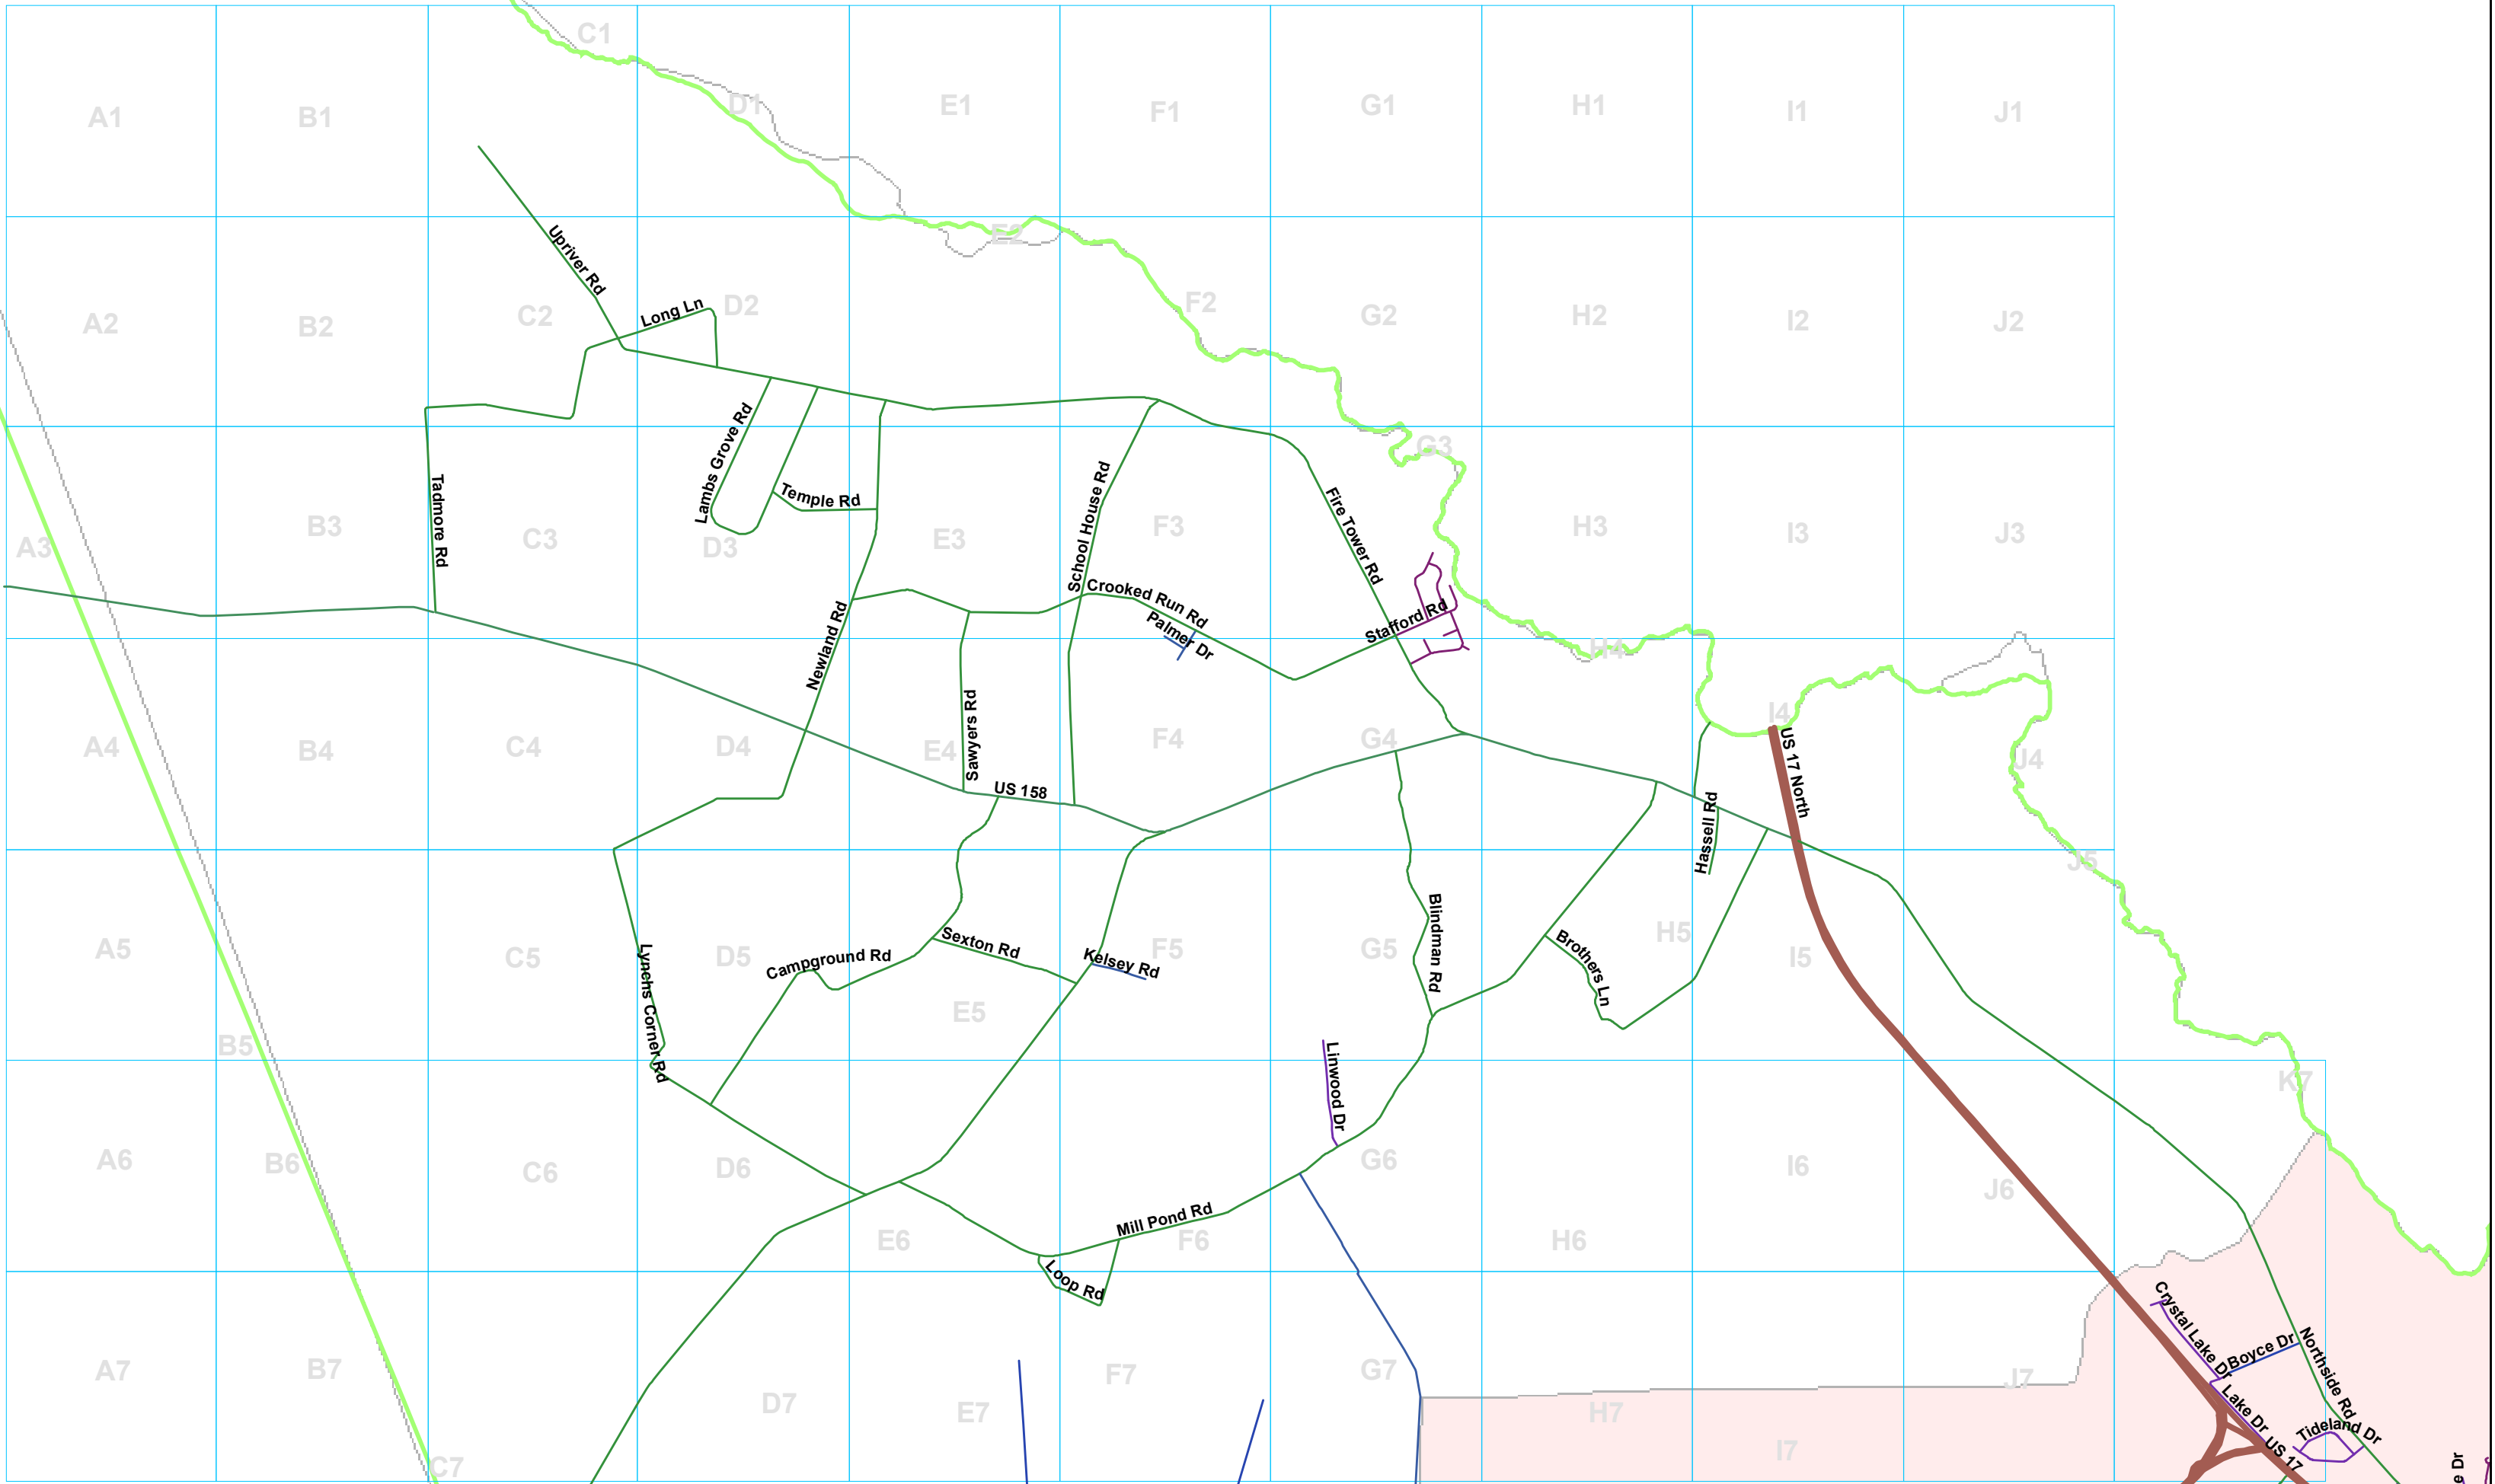 C1
A1
B1
D1
E1
F1
G1
H1
I1
J1
Upriver Rd
E2
Long Ln
A2
B2
C2
D2
F2
G2
H2
I2
J2
Lambs Grove Rd
Temple Rd
Tadmore Rd
School House Rd
Fire Tower Rd
G3
A3
B3
C3
D3
E3
F3
H3
I3
J3
Crooked Run Rd
Palmer Dr
Stafford Rd
Newland Rd
Sawyers Rd
US 158
H4
I4
US 17 North
A4
B4
C4
D4
E4
F4
G4
J4
Hassell Rd
J5
Blindman Rd
Brothers Ln
Campground Rd
Sexton Rd
Kelsey Rd
Lynchs Corner Rd
A5
B5
C5
D5
E5
F5
G5
H5
I5
Linwood Dr
K7
A6
B6
C6
D6
E6
F6
G6
H6
I6
J6
Mill Pond Rd
Loop Rd
Crystal Lake Dr
Boyce Dr
Northside Rd
Lake Dr
Tideland Dr
US 17
A7
B7
C7
D7
E7
F7
G7
H7
I7
J7
e Dr